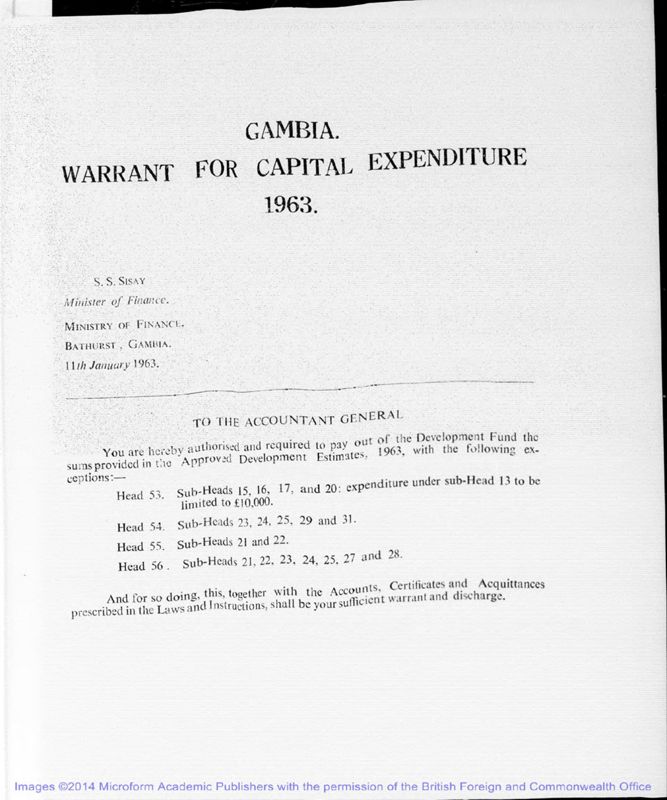 GAMBIA.
WARRANT FOR CAPITAL EXPENDITURE
1963.
S. S. SISAY
Minister of Finance.
MINISTRY OF FINANCE,
BATHURST, GAMBIA.
11th January 1963.
TO THE ACCOUNTANT GENERAL
You are hereby authorised and required to pay out of the Development Fund the
sums provided in the Approved Development Estimates, 1963, with the following ex-
ceptions:—
Head 53. Sub-Heads 15, 16, 17, and 20: expenditure under sub-Head 13 to be
limited to £10,000.
Head 54. Sub-Heads 23, 24, 25, 29 and 31.
Head 55. Sub-Heads 21 and 22.
Head 56. Sub-Heads 21, 22, 23, 24, 25, 27 and 28.
And for so doing, this, together with the Accounts, Certificates and Acquittances
prescribed in the Laws and Instructions, shall be your sufficient warrant and discharge.
Images ©2014 Microform Academic Publishers with the permission of the British Foreign and Commonwealth Office